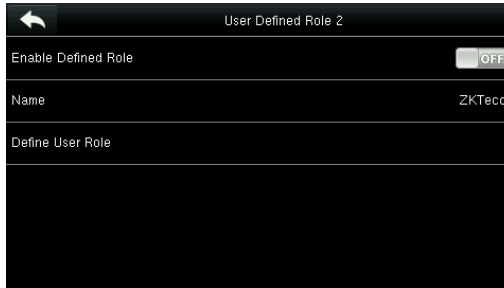 User Defined Role 2
Enable Defined Role OFF
Name ZKTeco
Define User Role